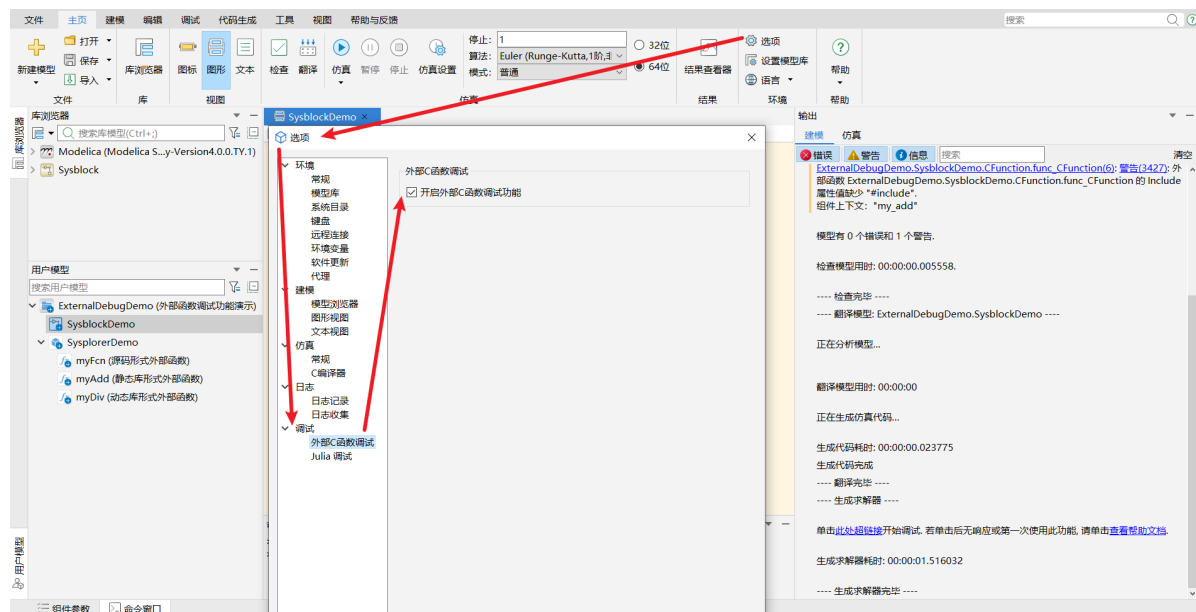 文件 主页 建模 编辑 调试 代码生成 工具 视图 帮助与反馈 搜索
新建模型 打开 保存 导入 库浏览器 图标 图形 文本 检查 翻译 仿真 暂停 停止 仿真设置
停止: 1
算法: Euler (Runge-Kutta,1阶,
模式: 普通
32位
64位
结果查看器
选项
设置模型库
语言
帮助
文件 库 视图 仿真 结果 环境 帮助
库浏览器
搜索库模型(Ctrl+;)
Modelica (Modelica S...y-Version4.0.0.TY.1)
Sysblock
用户模型
搜索用户模型
ExternalDebugDemo (外部函数调试功能演示)
SysblockDemo
SysplorerDemo
myFcn (源码形式外部函数)
myAdd (静态库形式外部函数)
myDiv (动态库形式外部函数)
库浏览器
用户模型
组件参数 命令窗口
SysblockDemo
选项
环境
常规
模型库
系统目录
键盘
远程连接
环境变量
软件更新
代理
建模
模型浏览器
图形视图
文本视图
仿真
常规
C编译器
日志
日志记录
日志收集
调试
外部C函数调试
Julia 调试
外部C函数调试
开启外部C函数调试功能
输出
建模 仿真
错误 警告 信息 搜索 清空
ExternalDebugDemo.SysblockDemo.CFunction.func_CFunction(6): 警告(3427): 外
部函数 ExternalDebugDemo.SysblockDemo.CFunction.func_CFunction 的 Include
属性值缺少 "#include".
组件上下文: "my_add"
模型有 0 个错误和 1 个警告.
检查模型用时: 00:00:00.005558.
---- 检查完毕 ----
---- 翻译模型: ExternalDebugDemo.SysblockDemo ----
正在分析模型...
翻译模型用时: 00:00:00
正在生成仿真代码...
生成代码耗时: 00:00:00.023775
生成代码完成
---- 翻译完毕 ----
---- 生成求解器 ----
单击此处超链接开始调试. 若单击后无响应或第一次使用此功能, 请单击查看帮助文档.
生成求解器耗时: 00:00:01.516032
---- 生成求解器完毕 ----